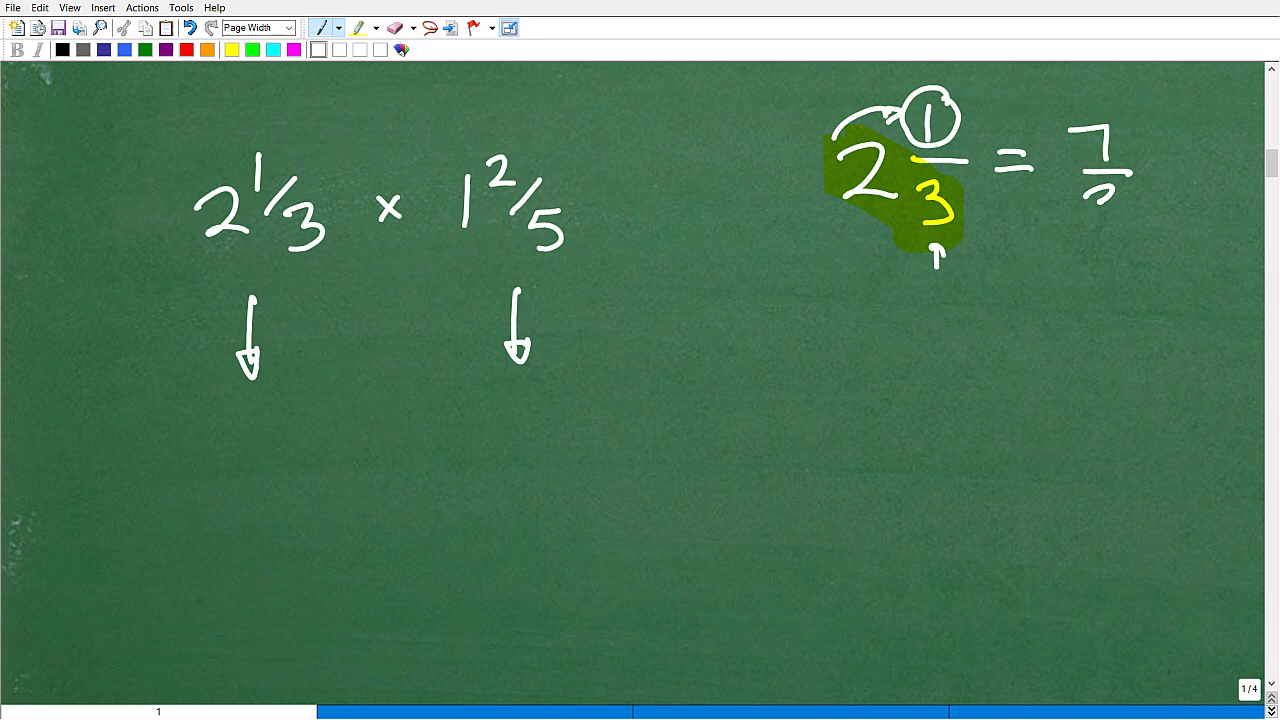 File Edit View Insert Actions Tools Help
Page Width
B I
2 1/3 × 1 2/5
2 1/3 = 7/
1/4
1